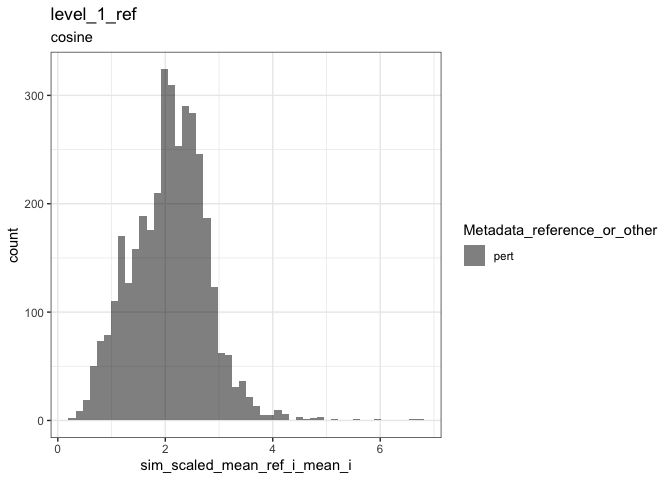 level_1_ref
cosine
300
200
100
0
count
0
2
4
6
sim_scaled_mean_ref_i_mean_i
Metadata_reference_or_other
pert